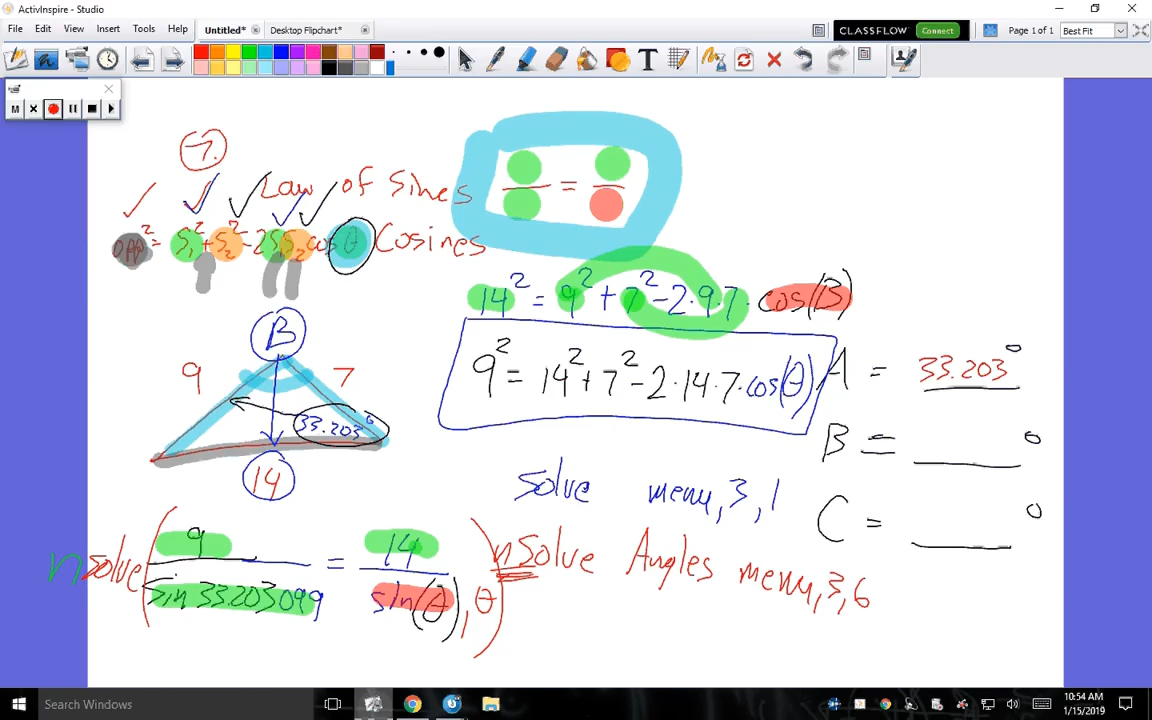 ActivInspire - Studio
File Edit View Insert Tools Help
Untitled* Desktop Flipchart*
CLASSFLOW Connect
Page 1 of 1 Best Fit
M
7.
Law of Sines
opp² = S₁² + S₂² - 2S₁S₂ cos θ Cosines
=
14² = 9² + 7² - 2·9·7· cos(B)
9² = 14² + 7² - 2·14·7·cos(θ)
B
9 7
33.203°
14
A = 33.203°
B = °
C = °
solve menu,3,1
nSolve Angles menu,3,6
nsolve( 9 / sin 33.203099 = 14 / sin(θ), θ)
Search Windows
10:54 AM
1/15/2019